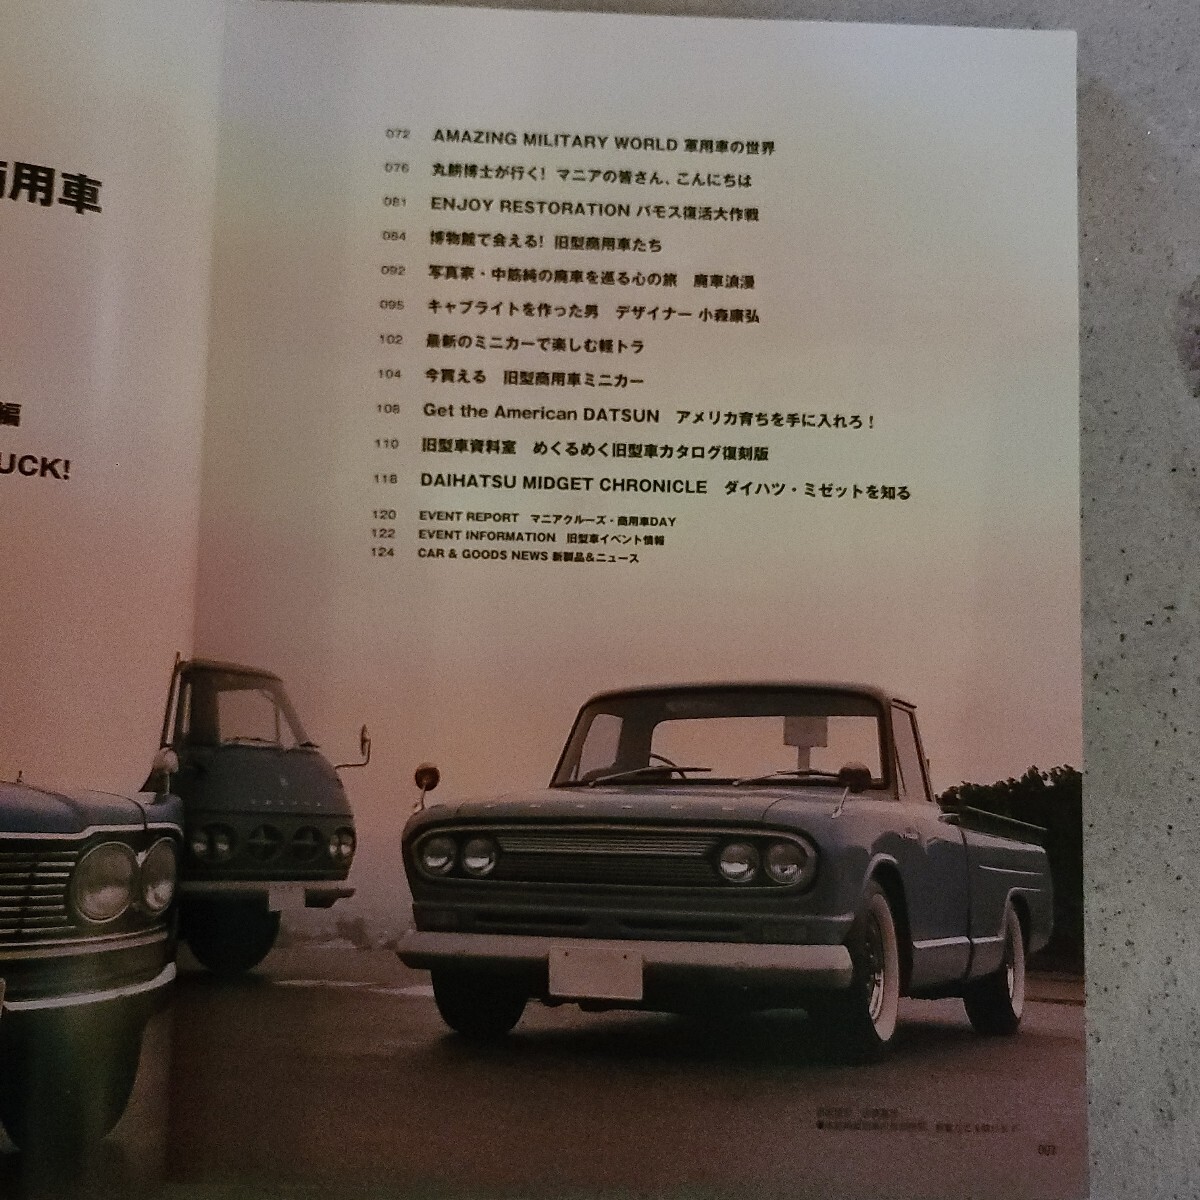 用車
編
UCK!
072 AMAZING MILITARY WORLD 軍用車の世界
076 丸餅博士が行く! マニアの皆さん、こんにちは
081 ENJOY RESTORATION バモス復活大作戦
084 博物館で会える! 旧型商用車たち
092 写真家・中筋純の廃車を巡る心の旅 廃車浪漫
095 キャブライトを作った男 デザイナー 小森康弘
102 最新のミニカーで楽しむ軽トラ
104 今買える 旧型商用車ミニカー
108 Get the American DATSUN アメリカ育ちを手に入れろ!
110 旧型車資料室 めくるめく旧型車カタログ復刻版
118 DAIHATSU MIDGET CHRONICLE ダイハツ・ミゼットを知る
120 EVENT REPORT マニアクルーズ・商用車DAY
122 EVENT INFORMATION 旧型車イベント情報
124 CAR & GOODS NEWS 新製品&ニュース